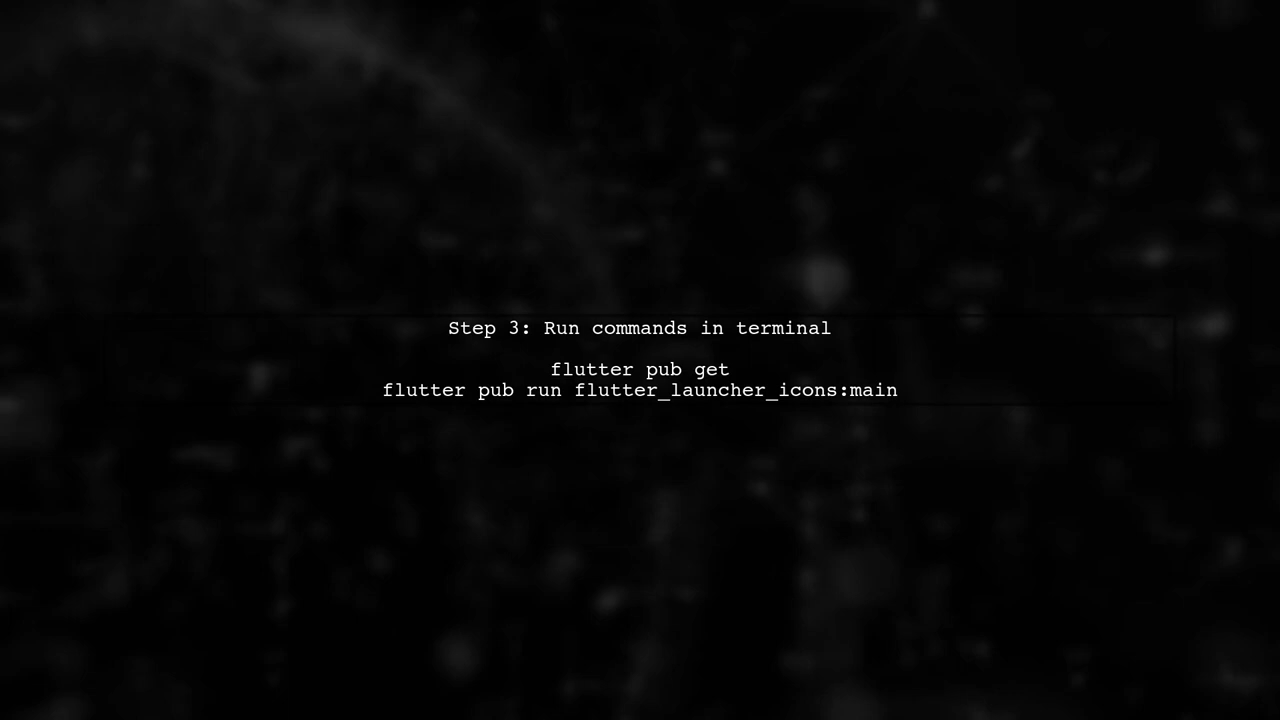 Step 3: Run commands in terminal
flutter pub get
flutter pub run flutter_launcher_icons:main